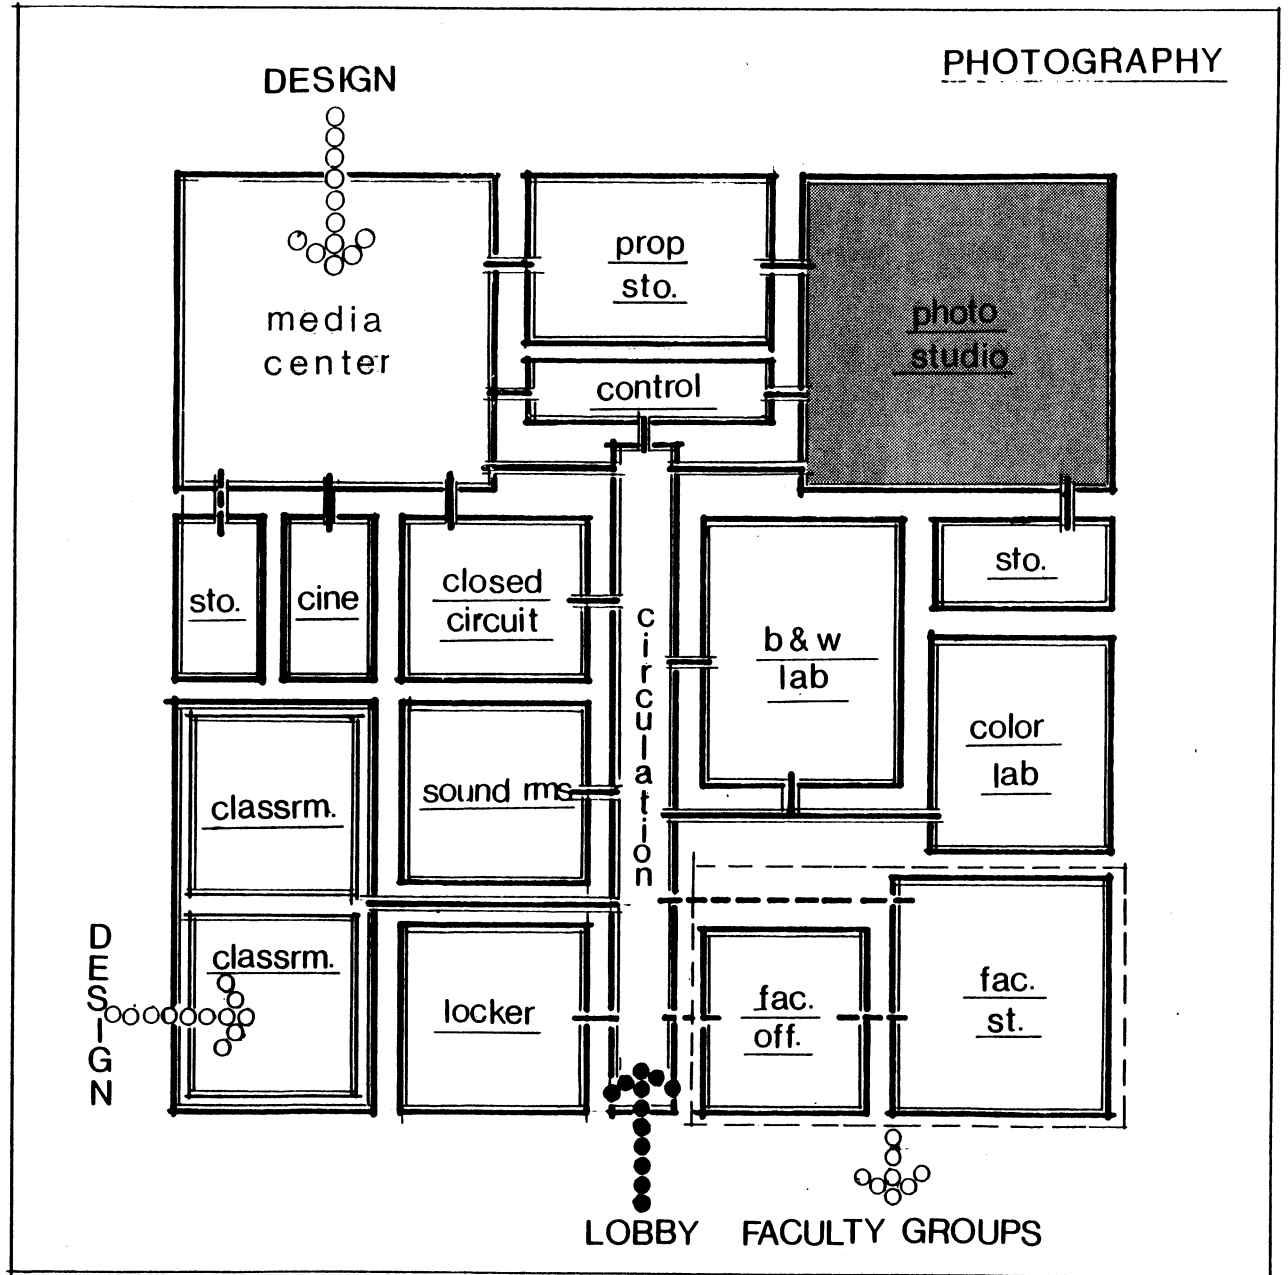 PHOTOGRAPHY
DESIGN
media
center
prop
sto.
photo
studio
control
sto.
cine
closed
circuit
circulation
b & w
lab
sto.
color
lab
classrm.
sound rms
classrm.
locker
fac.
off.
fac.
st.
DESIGN
LOBBY
FACULTY GROUPS